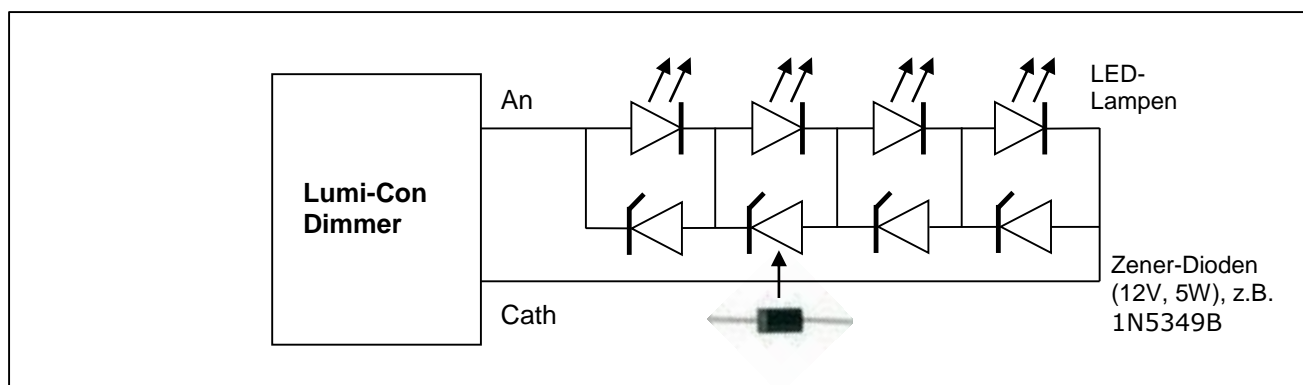 An
LED-
Lampen
Lumi-Con
Dimmer
Cath
Zener-Dioden
(12V, 5W), z.B.
1N5349B